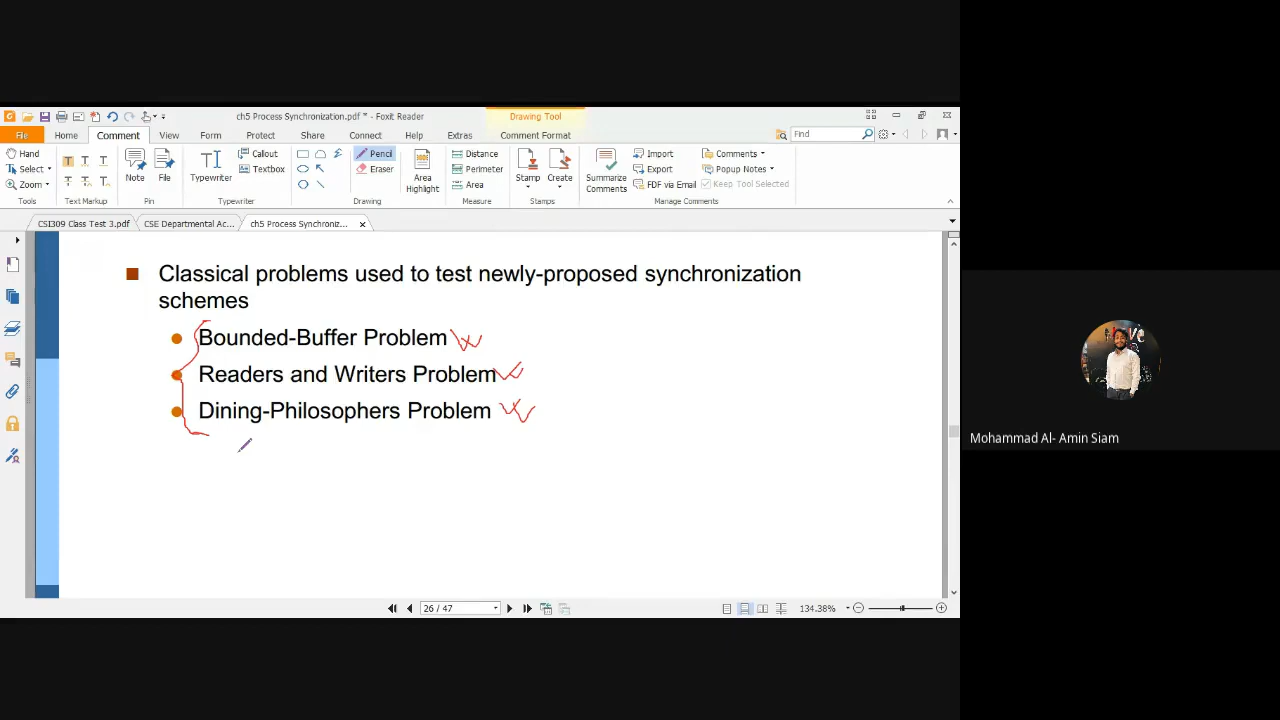 ch5 Process Synchronization.pdf * - Foxit Reader
Drawing Tool
File Home Comment View Form Protect Share Connect Help Extras Comment Format
Find
Hand
Select
Zoom
Tools
T T T
T T T
Text Markup
Note
File
Pin
Typewriter
Callout
Textbox
Typewriter
Pencil
Eraser
Drawing
Area
Highlight
Distance
Perimeter
Area
Measure
Stamp
Create
Stamps
Summarize
Comments
Import
Export
FDF via Email
Comments
Popup Notes
Keep Tool Selected
Manage Comments
CSI309 Class Test 3.pdf
CSE Departmental Ac...
ch5 Process Synchroniz...
Classical problems used to test newly-proposed synchronization
schemes
Bounded-Buffer Problem
Readers and Writers Problem
Dining-Philosophers Problem
Mohammad Al- Amin Siam
26 / 47
134.38%